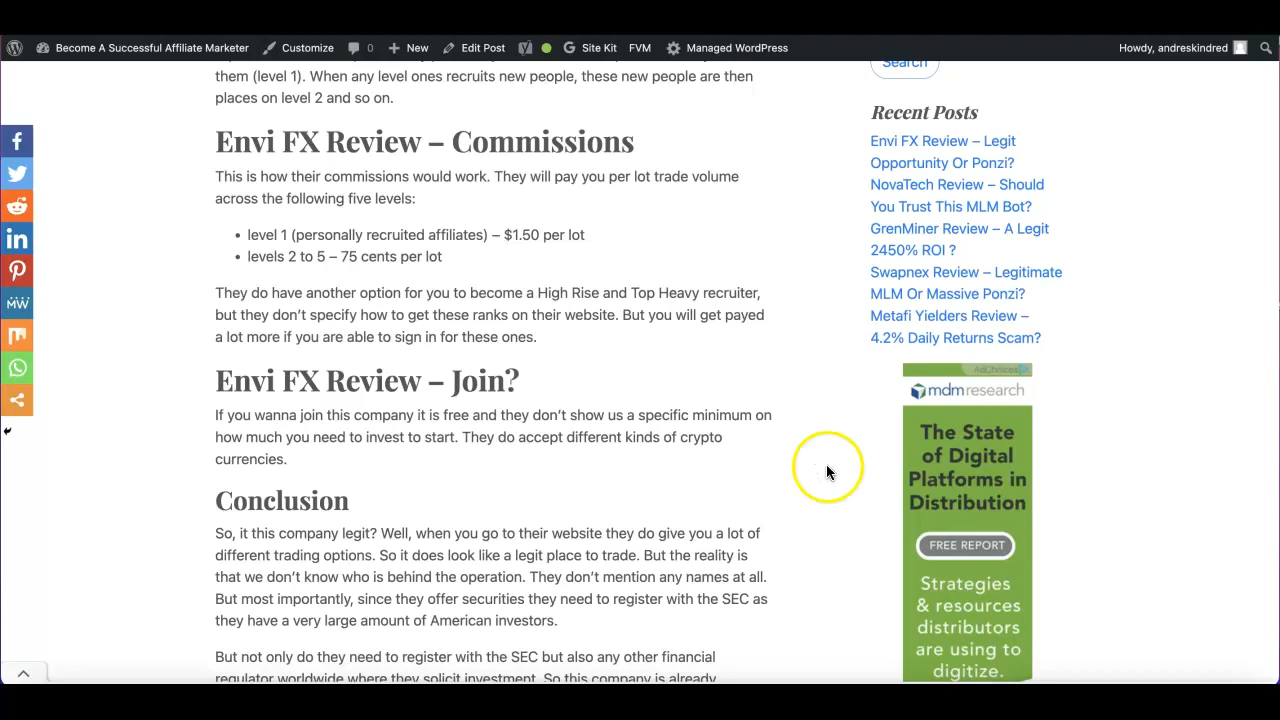 Become A Successful Affiliate Marketer Customize 0 New Edit Post Site Kit FVM Managed WordPress Howdy, andreskindred
them (level 1). When any level ones recruits new people, these new people are then
places on level 2 and so on.
Envi FX Review – Commissions
This is how their commissions would work. They will pay you per lot trade volume
across the following five levels:
• level 1 (personally recruited affiliates) – $1.50 per lot
• levels 2 to 5 – 75 cents per lot
They do have another option for you to become a High Rise and Top Heavy recruiter,
but they don't specify how to get these ranks on their website. But you will get payed
a lot more if you are able to sign in for these ones.
Envi FX Review – Join?
If you wanna join this company it is free and they don't show us a specific minimum on
how much you need to invest to start. They do accept different kinds of crypto
currencies.
Conclusion
So, it this company legit? Well, when you go to their website they do give you a lot of
different trading options. So it does look like a legit place to trade. But the reality is
that we don't know who is behind the operation. They don't mention any names at all.
But most importantly, since they offer securities they need to register with the SEC as
they have a very large amount of American investors.
But not only do they need to register with the SEC but also any other financial
regulator worldwide where they solicit investment. So this company is already
Search
Recent Posts
Envi FX Review – Legit
Opportunity Or Ponzi?
NovaTech Review – Should
You Trust This MLM Bot?
GrenMiner Review – A Legit
2450% ROI ?
Swapnex Review – Legitimate
MLM Or Massive Ponzi?
Metafi Yielders Review –
4.2% Daily Returns Scam?
AdChoices
mdm research
The State
of Digital
Platforms in
Distribution
FREE REPORT
Strategies
& resources
distributors
are using to
digitize.
MW